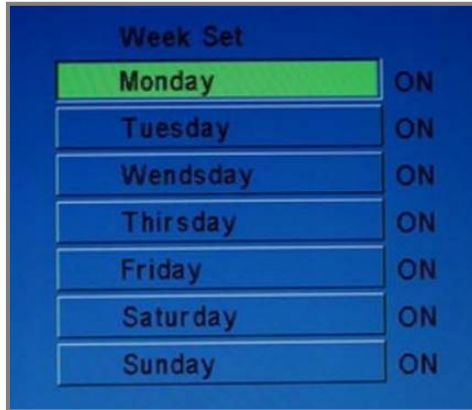 Week Set
Monday ON
Tuesday ON
Wendsday ON
Thirsday ON
Friday ON
Saturday ON
Sunday ON